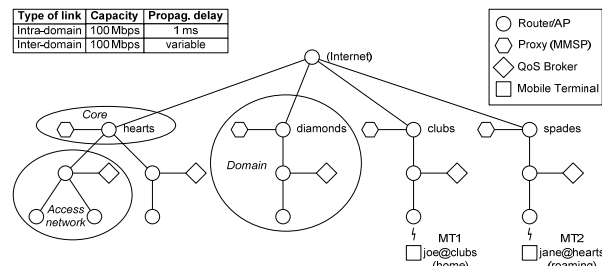 Type of link Capacity Propag. delay
Intra-domain 100 Mbps 1 ms
Inter-domain 100 Mbps variable
(Internet)
Router/AP
Proxy (MMSP)
QoS Broker
Mobile Terminal
Core
hearts
diamonds
clubs
spades
Domain
Access
network
MT1
joe@clubs
(home)
MT2
jane@hearts
(roaming)